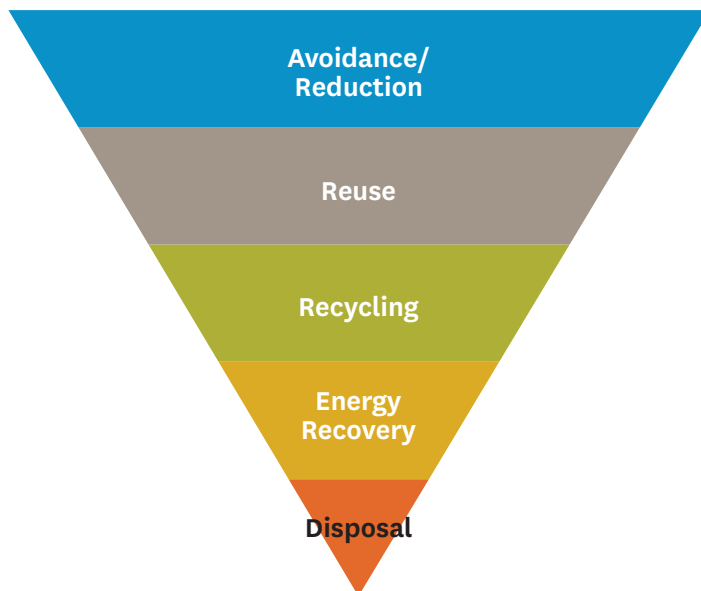 Avoidance/
Reduction
Reuse
Recycling
Energy
Recovery
Disposal